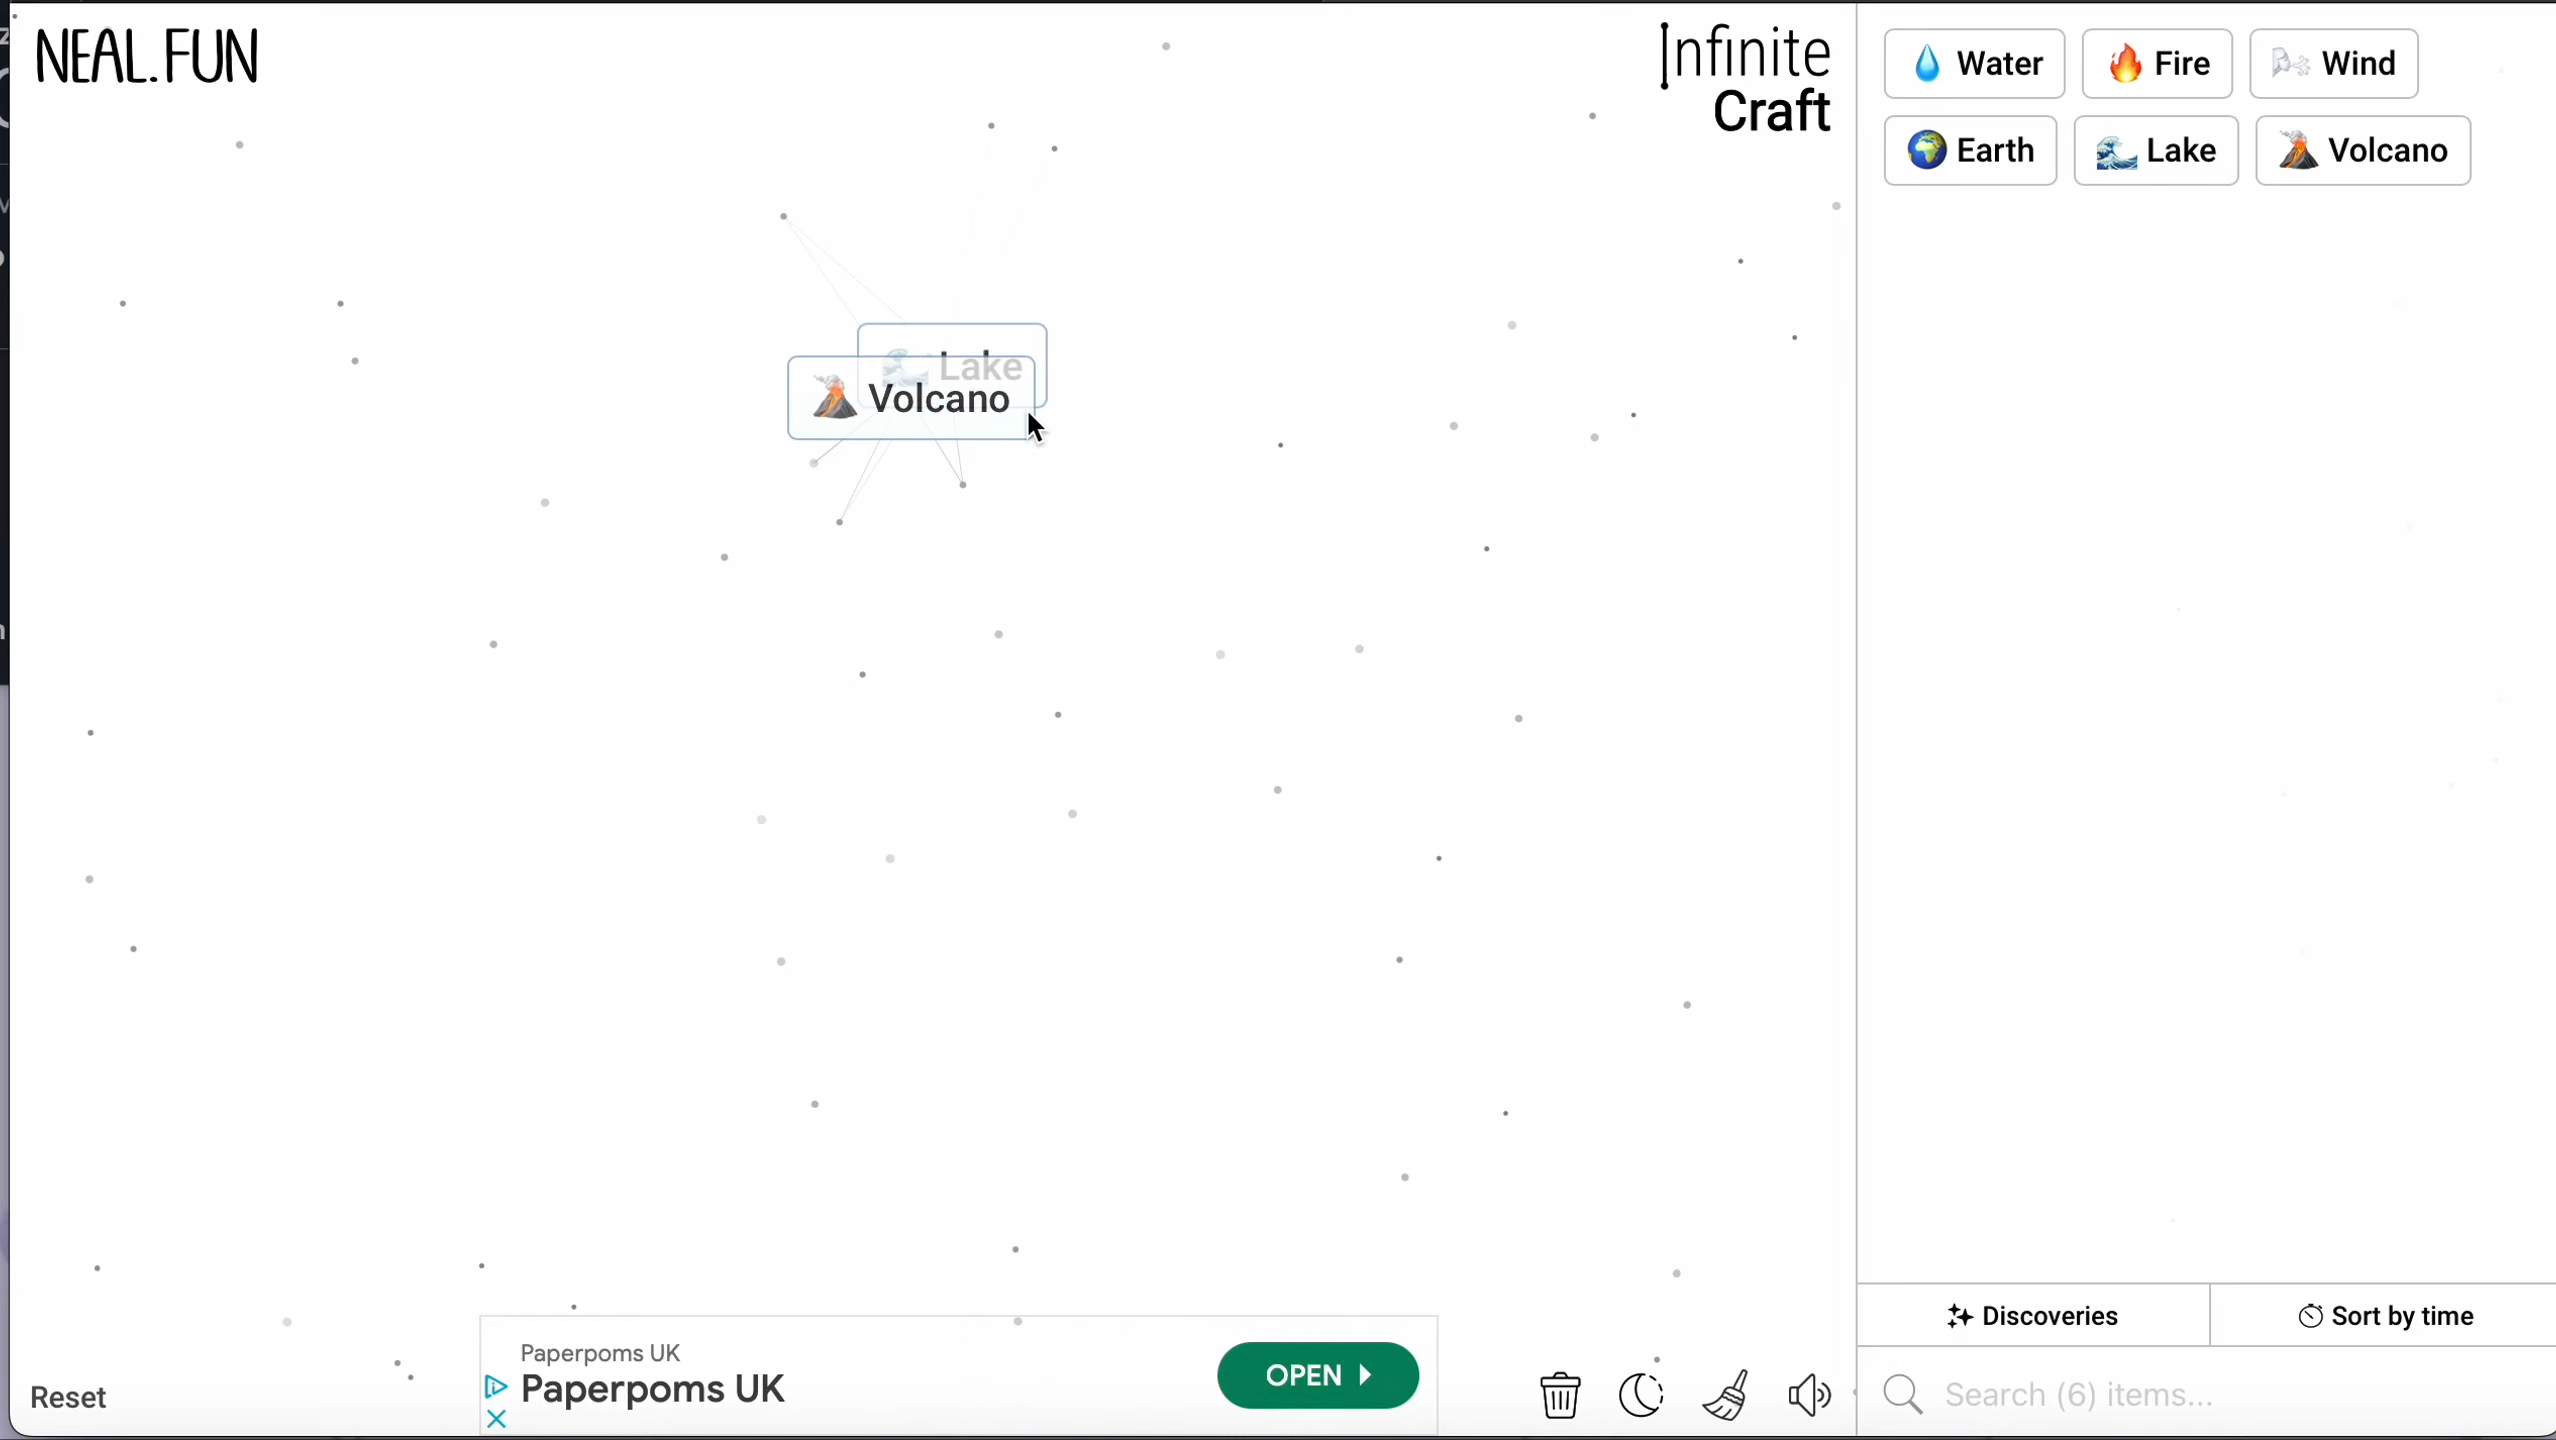 NEAL.FUN
Infinite
Craft
Water
Fire
Wind
Earth
Lake
Volcano
Lake
Volcano
Discoveries
Sort by time
Paperpoms UK
Paperpoms UK
OPEN
Reset
Search (6) items...